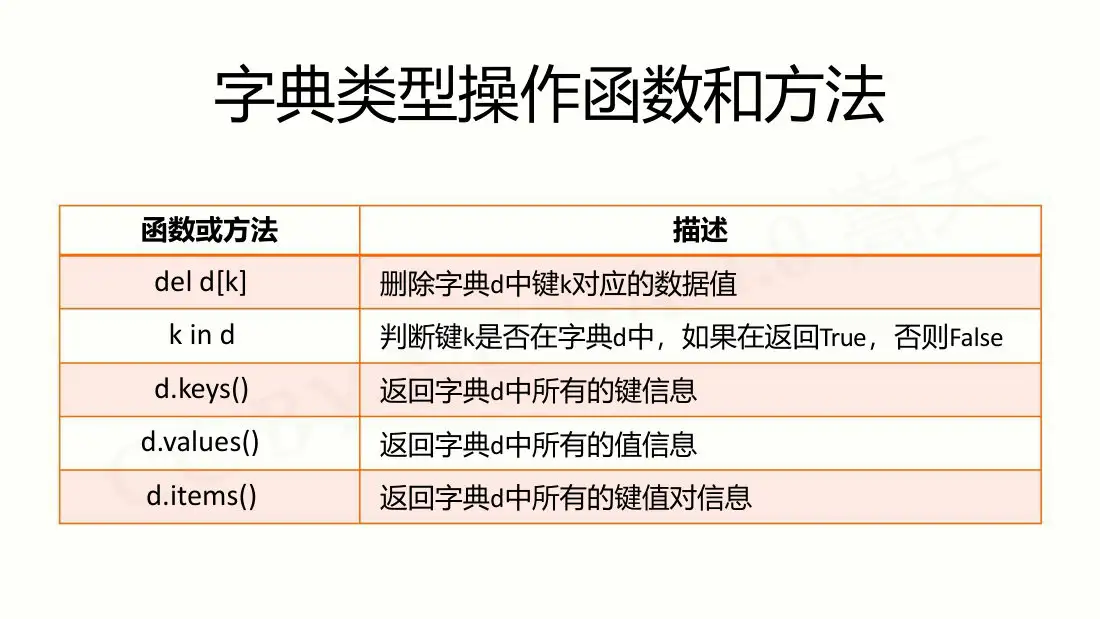 字典类型操作函数和方法
函数或方法 描述
del d[k] 删除字典d中键k对应的数据值
k in d 判断键k是否在字典d中，如果在返回True，否则False
d.keys() 返回字典d中所有的键信息
d.values() 返回字典d中所有的值信息
d.items() 返回字典d中所有的键值对信息